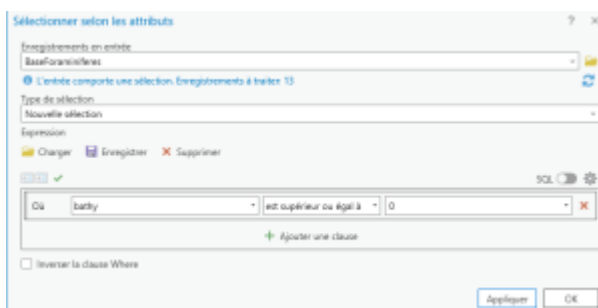 Sélectionner selon les attributs ? ×
Enregistrements en entrée
BaseForaminiferes
L'entrée comporte une sélection. Enregistrements à traiter: 13
Type de sélection
Nouvelle sélection
Expression
Charger Enregistrer Supprimer
SQL
Où bathy est supérieur ou égal à 0
Ajouter une clause
Inverser la clause Where
Appliquer OK